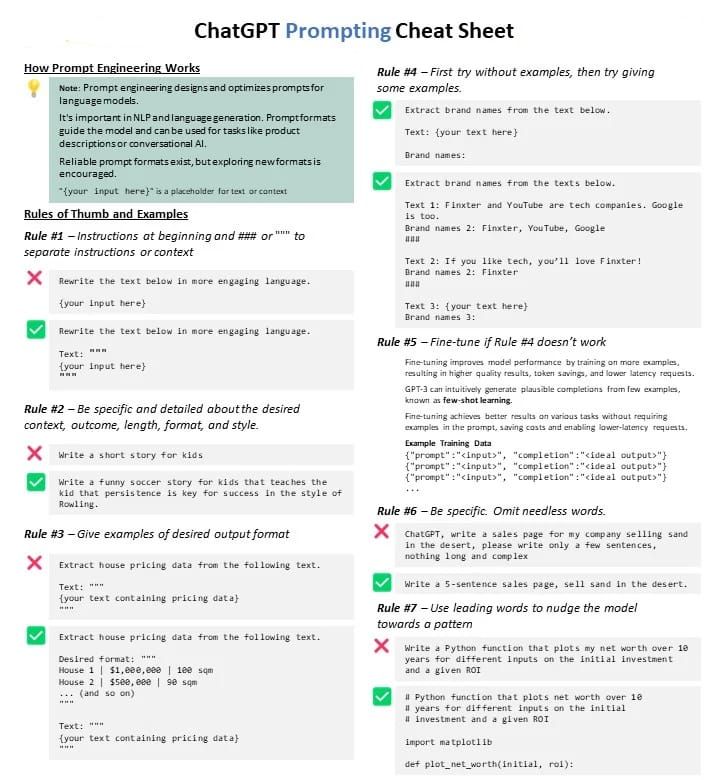 ChatGPT Prompting Cheat Sheet
How Prompt Engineering Works
Note: Prompt engineering designs and optimizes prompts for
language models.
It's important in NLP and language generation. Prompt formats
guide the model and can be used for tasks like product
descriptions or conversational AI.
Reliable prompt formats exist, but exploring new formats is
encouraged.
"{your input here}" is a placeholder for text or context
Rules of Thumb and Examples
Rule #1 – Instructions at beginning and ### or """ to
separate instructions or context
Rewrite the text below in more engaging language.
{your input here}
Rewrite the text below in more engaging language.
Text: """
{your input here}
"""
Rule #2 – Be specific and detailed about the desired
context, outcome, length, format, and style.
Write a short story for kids
Write a funny soccer story for kids that teaches the
kid that persistence is key for success in the style of
Rowling.
Rule #3 – Give examples of desired output format
Extract house pricing data from the following text.
Text: """
{your text containing pricing data}
"""
Extract house pricing data from the following text.
Desired format: """
House 1 | $1,000,000 | 100 sqm
House 2 | $500,000 | 90 sqm
... (and so on)
"""
Text: """
{your text containing pricing data}
"""
Rule #4 – First try without examples, then try giving
some examples.
Extract brand names from the text below.
Text: {your text here}
Brand names:
Extract brand names from the texts below.
Text 1: Finxter and YouTube are tech companies. Google
is too.
Brand names 2: Finxter, YouTube, Google
###
Text 2: If you like tech, you'll love Finxter!
Brand names 2: Finxter
###
Text 3: {your text here}
Brand names 3:
Rule #5 – Fine-tune if Rule #4 doesn't work
Fine-tuning improves model performance by training on more examples,
resulting in higher quality results, token savings, and lower latency requests.
GPT-3 can intuitively generate plausible completions from few examples,
known as few-shot learning.
Fine-tuning achieves better results on various tasks without requiring
examples in the prompt, saving costs and enabling lower-latency requests.
Example Training Data
{"prompt":"<input>", "completion":"<ideal output>"}
{"prompt":"<input>", "completion":"<ideal output>"}
{"prompt":"<input>", "completion":"<ideal output>"}
...
Rule #6 – Be specific. Omit needless words.
ChatGPT, write a sales page for my company selling sand
in the desert, please write only a few sentences,
nothing long and complex
Write a 5-sentence sales page, sell sand in the desert.
Rule #7 – Use leading words to nudge the model
towards a pattern
Write a Python function that plots my net worth over 10
years for different inputs on the initial investment
and a given ROI
# Python function that plots net worth over 10
# years for different inputs on the initial
# investment and a given ROI
import matplotlib
def plot_net_worth(initial, roi):